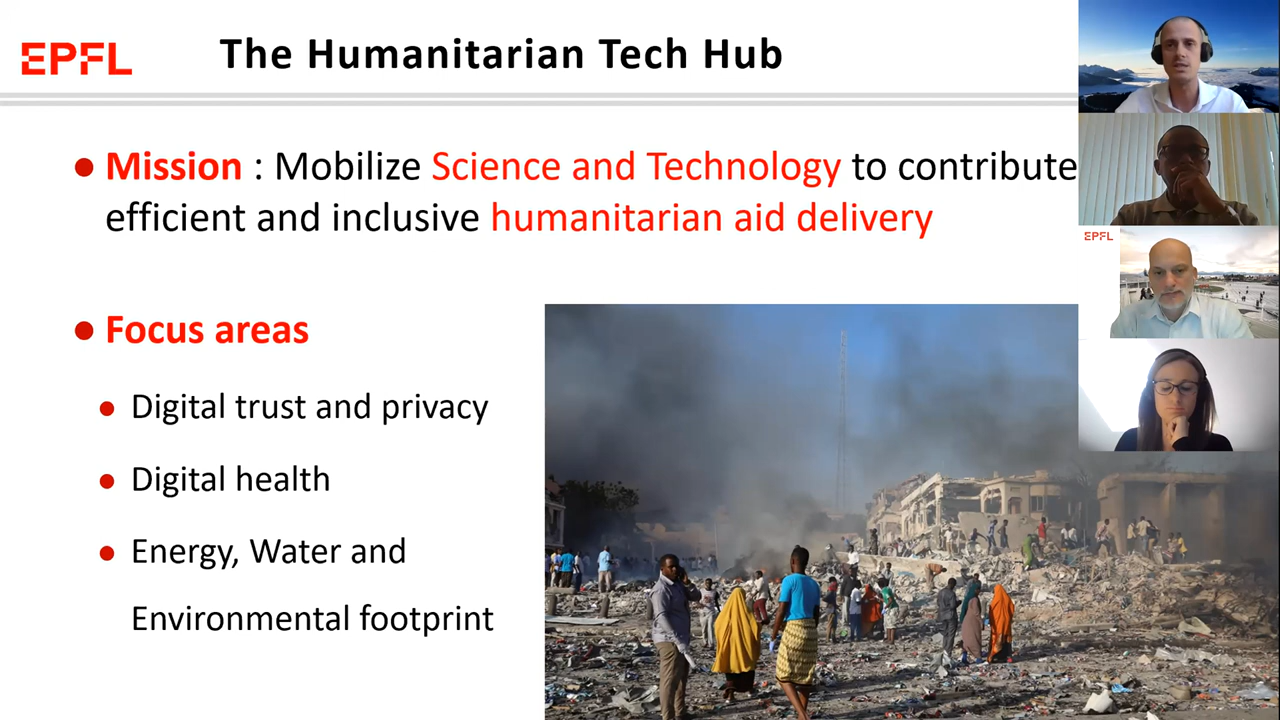 EPFL
The Humanitarian Tech Hub
Mission : Mobilize Science and Technology to contribute
efficient and inclusive humanitarian aid delivery
EPFL
Focus areas
Digital trust and privacy
Digital health
Energy, Water and
Environmental footprint